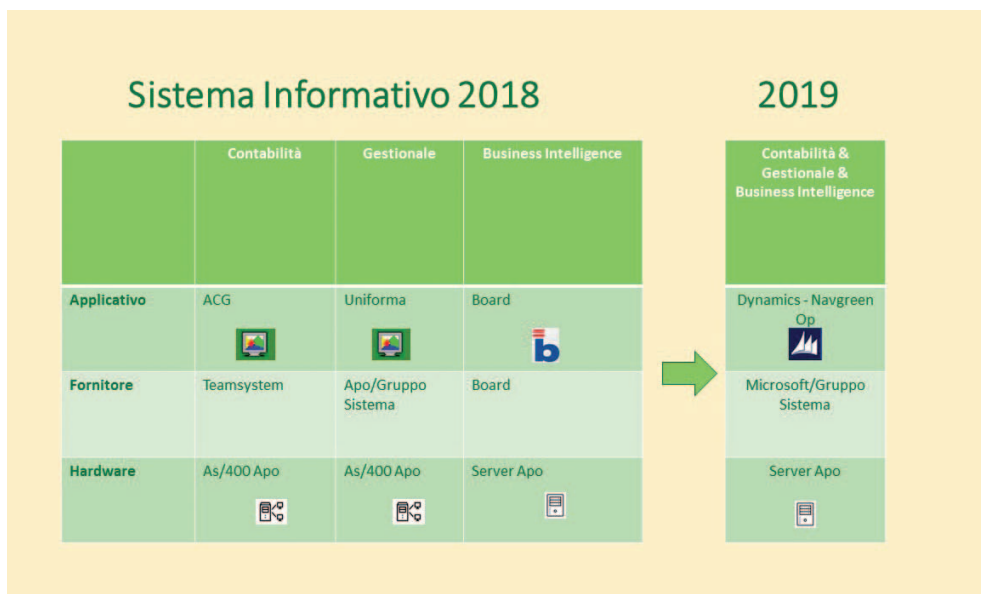 Sistema Informativo 2018
2019
Contabilità
Gestionale
Business Intelligence
Contabilità &
Gestionale &
Business Intelligence
Applicativo
ACG
Uniforma
Board
Dynamics - Navgreen
Op
b
Fornitore
Teamsystem
Apo/Gruppo
Sistema
Board
Microsoft/Gruppo
Sistema
Hardware
As/400 Apo
As/400 Apo
Server Apo
Server Apo